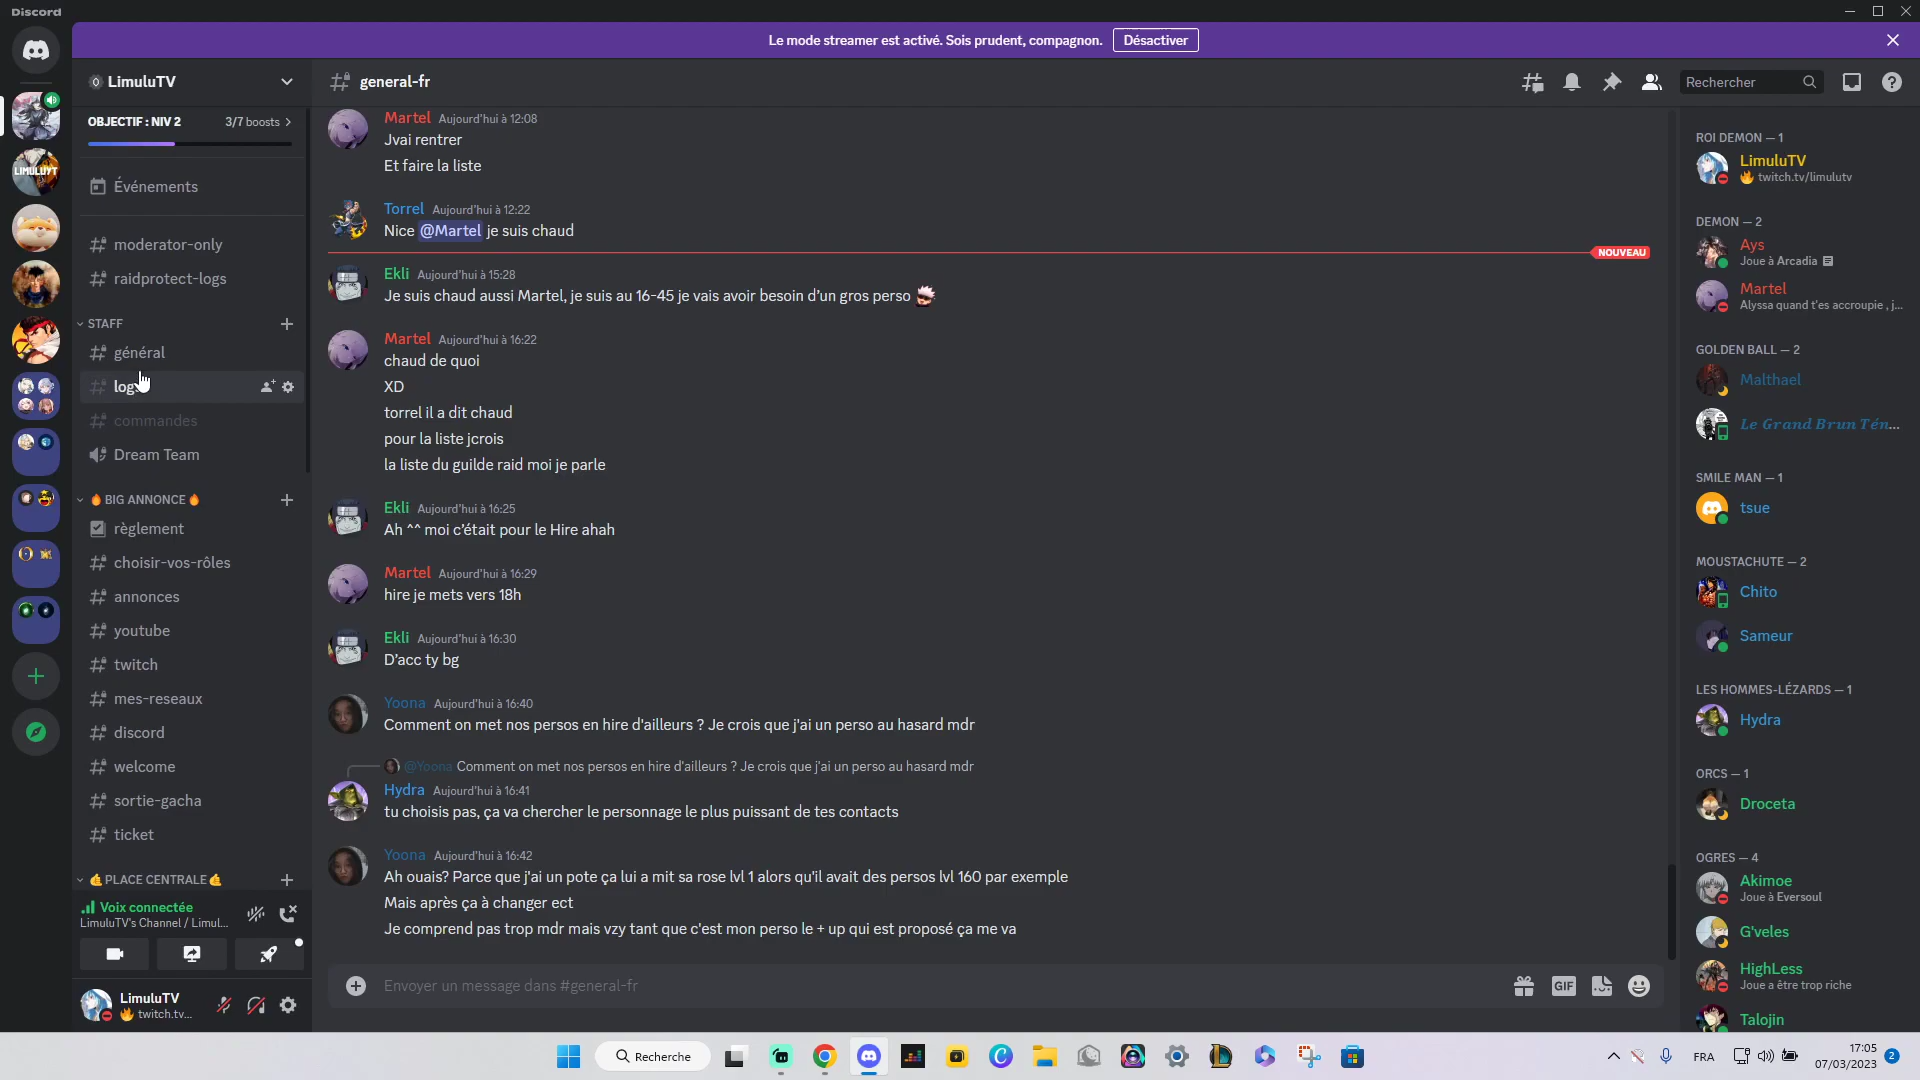 Discord
Le mode streamer est activé. Sois prudent, compagnon.
Désactiver
LimuluTV
general-fr
Rechercher
OBJECTIF : NIV 2
3/7 boosts
Événements
moderator-only
raidprotect-logs
STAFF
général
logs
commandes
Dream Team
BIG ANNONCE
règlement
choisir-vos-rôles
annonces
youtube
twitch
mes-reseaux
discord
welcome
sortie-gacha
ticket
PLACE CENTRALE
Voix connectée
LimuluTV's Channel / Limul...
LimuluTV
twitch.tv...
LIMULUYT
Martel Aujourd'hui à 12:08
Jvai rentrer
Et faire la liste
Torrel Aujourd'hui à 12:22
Nice @Martel je suis chaud
NOUVEAU
Ekli Aujourd'hui à 15:28
Je suis chaud aussi Martel, je suis au 16-45 je vais avoir besoin d'un gros perso
Martel Aujourd'hui à 16:22
chaud de quoi
XD
torrel il a dit chaud
pour la liste jcrois
la liste du guilde raid moi je parle
Ekli Aujourd'hui à 16:25
Ah ^^ moi c'était pour le Hire ahah
Martel Aujourd'hui à 16:29
hire je mets vers 18h
Ekli Aujourd'hui à 16:30
D'acc ty bg
Yoona Aujourd'hui à 16:40
Comment on met nos persos en hire d'ailleurs ? Je crois que j'ai un perso au hasard mdr
@Yoona Comment on met nos persos en hire d'ailleurs ? Je crois que j'ai un perso au hasard mdr
Hydra Aujourd'hui à 16:41
tu choisis pas, ça va chercher le personnage le plus puissant de tes contacts
Yoona Aujourd'hui à 16:42
Ah ouais? Parce que j'ai un pote ça lui a mit sa rose lvl 1 alors qu'il avait des persos lvl 160 par exemple
Mais après ça à changer ect
Je comprend pas trop mdr mais vzy tant que c'est mon perso le + up qui est proposé ça me va
Envoyer un message dans #general-fr
GIF
ROI DEMON — 1
LimuluTV
twitch.tv/limulutv
DEMON — 2
Ays
Joue à Arcadia
Martel
Alyssa quand t'es accroupie , j...
GOLDEN BALL — 2
Malthael
Le Grand Brun Tén...
SMILE MAN — 1
tsue
MOUSTACHUTE — 2
Chito
Sameur
LES HOMMES-LÉZARDS — 1
Hydra
ORCS — 1
Droceta
OGRES — 4
Akimoe
Joue à Eversoul
G'veles
HighLess
Joue a être trop riche
Talojin
Recherche
FRA
17:05
07/03/2023
2